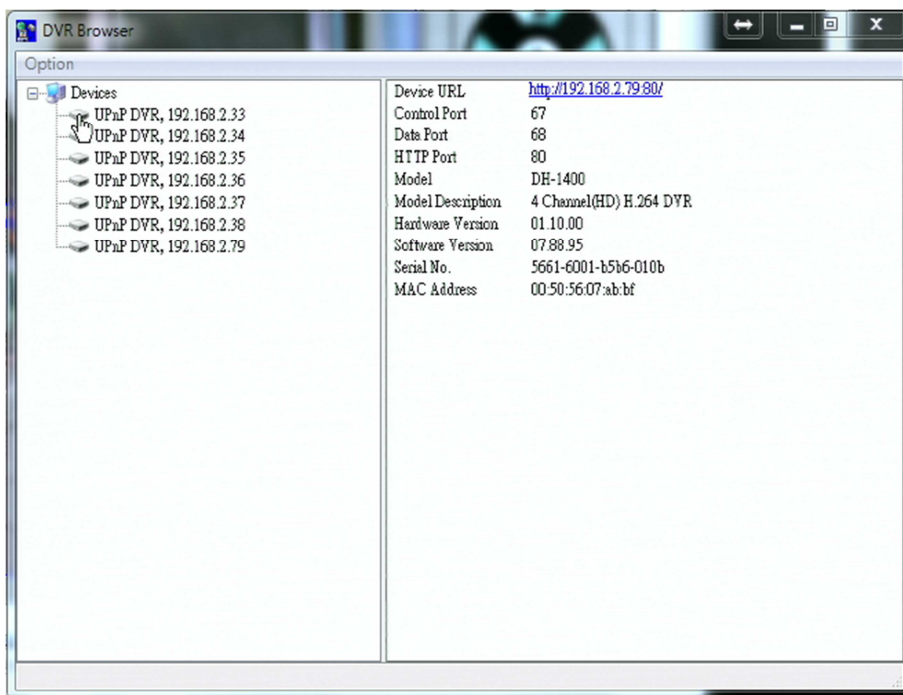 DVR Browser
Option
Devices
UPnP DVR, 192.168.2.33
UPnP DVR, 192.168.2.34
UPnP DVR, 192.168.2.35
UPnP DVR, 192.168.2.36
UPnP DVR, 192.168.2.37
UPnP DVR, 192.168.2.38
UPnP DVR, 192.168.2.79
Device URL http://192.168.2.79:80/
Control Port 67
Data Port 68
HTTP Port 80
Model DH-1400
Model Description 4 Channel(HD) H.264 DVR
Hardware Version 01.10.00
Software Version 07.88.95
Serial No. 5661-6001-b5b6-010b
MAC Address 00:50:56:07:ab:bf